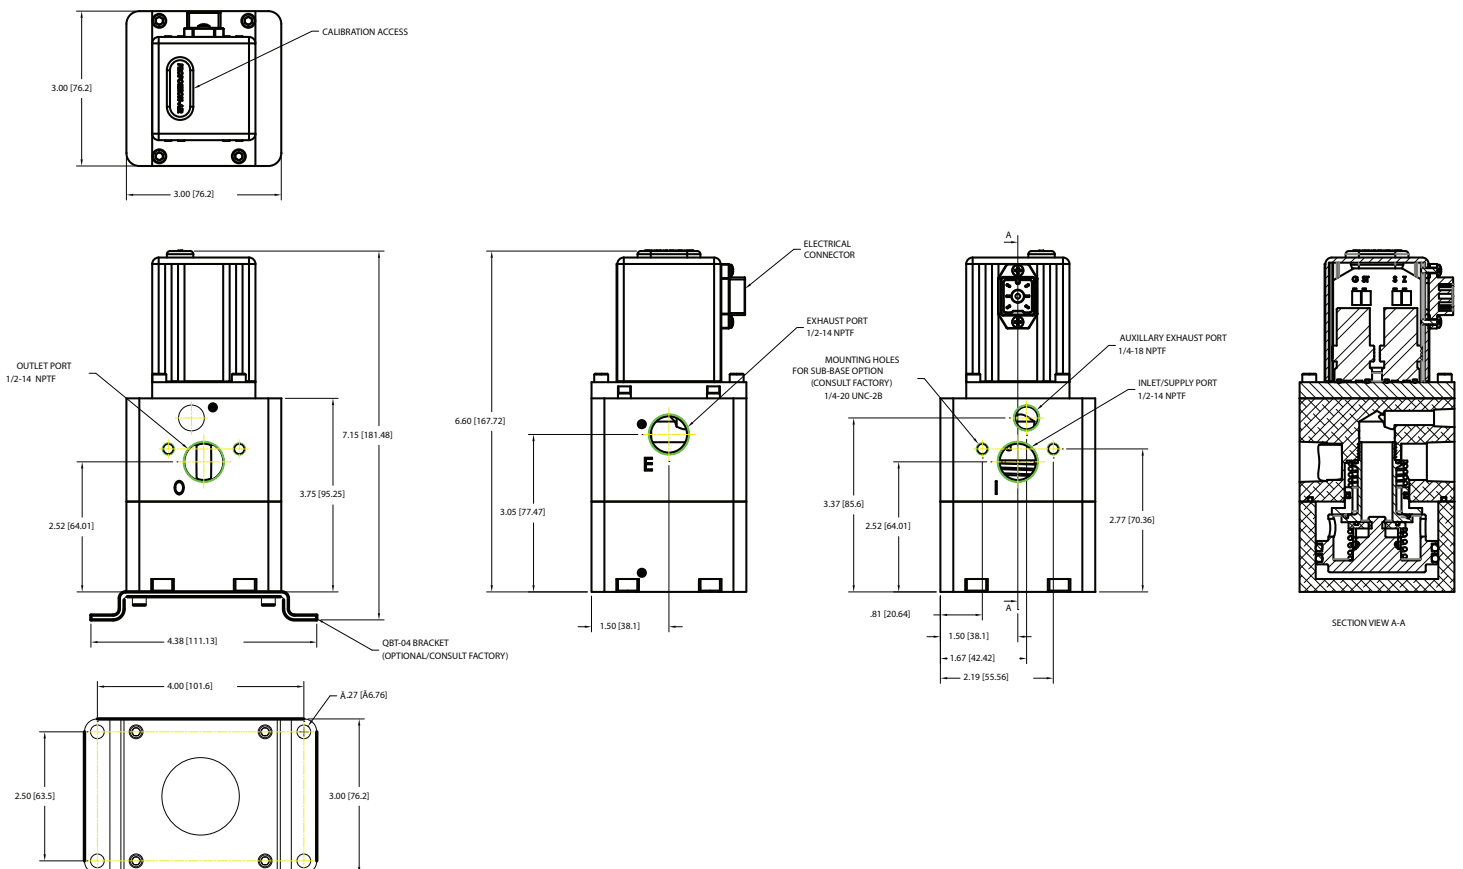 CALIBRATION ACCESS
3.00 [76.2]
3.00 [76.2]
OUTLET PORT
1/2-14 NPTF
O
7.15 [181.48]
3.75 [95.25]
2.52 [64.01]
4.38 [111.13]
QBT-04 BRACKET
(OPTIONAL/CONSULT FACTORY)
ELECTRICAL
CONNECTOR
EXHAUST PORT
1/2-14 NPTF
6.60 [167.72]
E
3.05 [77.47]
1.50 [38.1]
A
MOUNTING HOLES
FOR SUB-BASE OPTION
(CONSULT FACTORY)
1/4-20 UNC-2B
AUXILLARY EXHAUST PORT
1/4-18 NPTF
INLET/SUPPLY PORT
1/2-14 NPTF
I
3.37 [85.6]
2.52 [64.01]
2.77 [70.36]
A
.81 [20.64]
1.50 [38.1]
1.67 [42.42]
2.19 [55.56]
S Z
SECTION VIEW A-A
4.00 [101.6]
Â.27 [Â6.76]
2.50 [63.5]
3.00 [76.2]